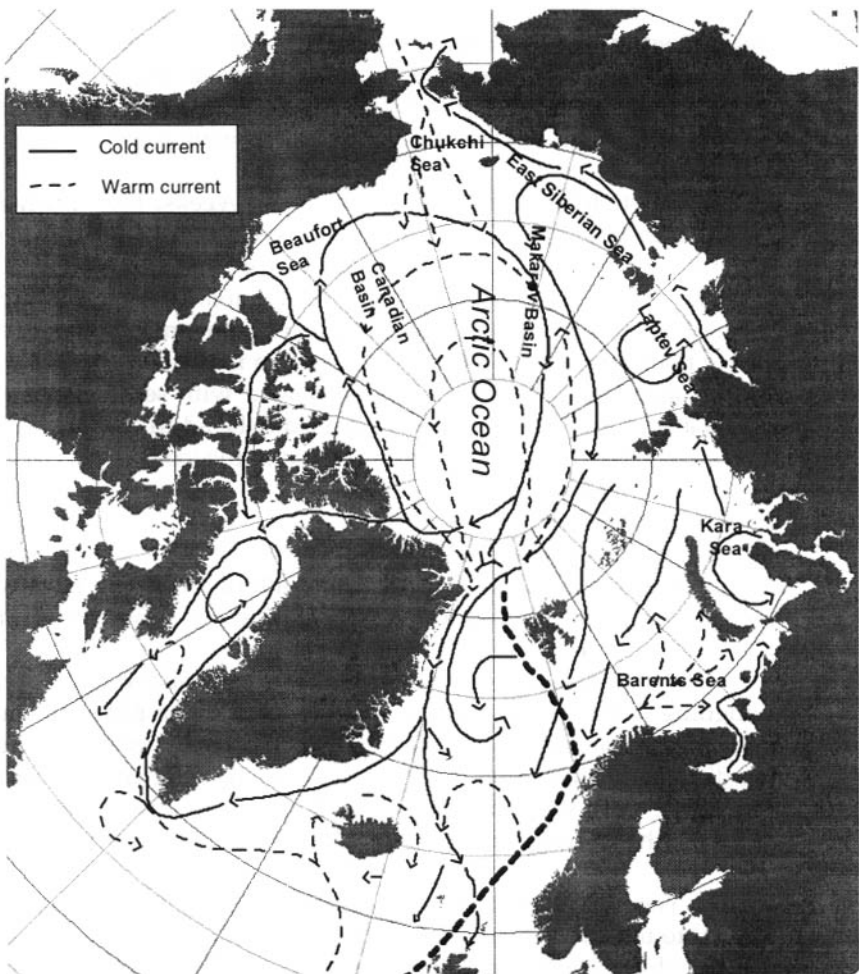 Cold current
Warm current
Chukchi
Sea
East Siberian Sea
Beaufort
Sea
Canadian
Basin
Makarov Basin
Arctic Ocean
Laptev Sea
Kara
Sea
Barents Sea